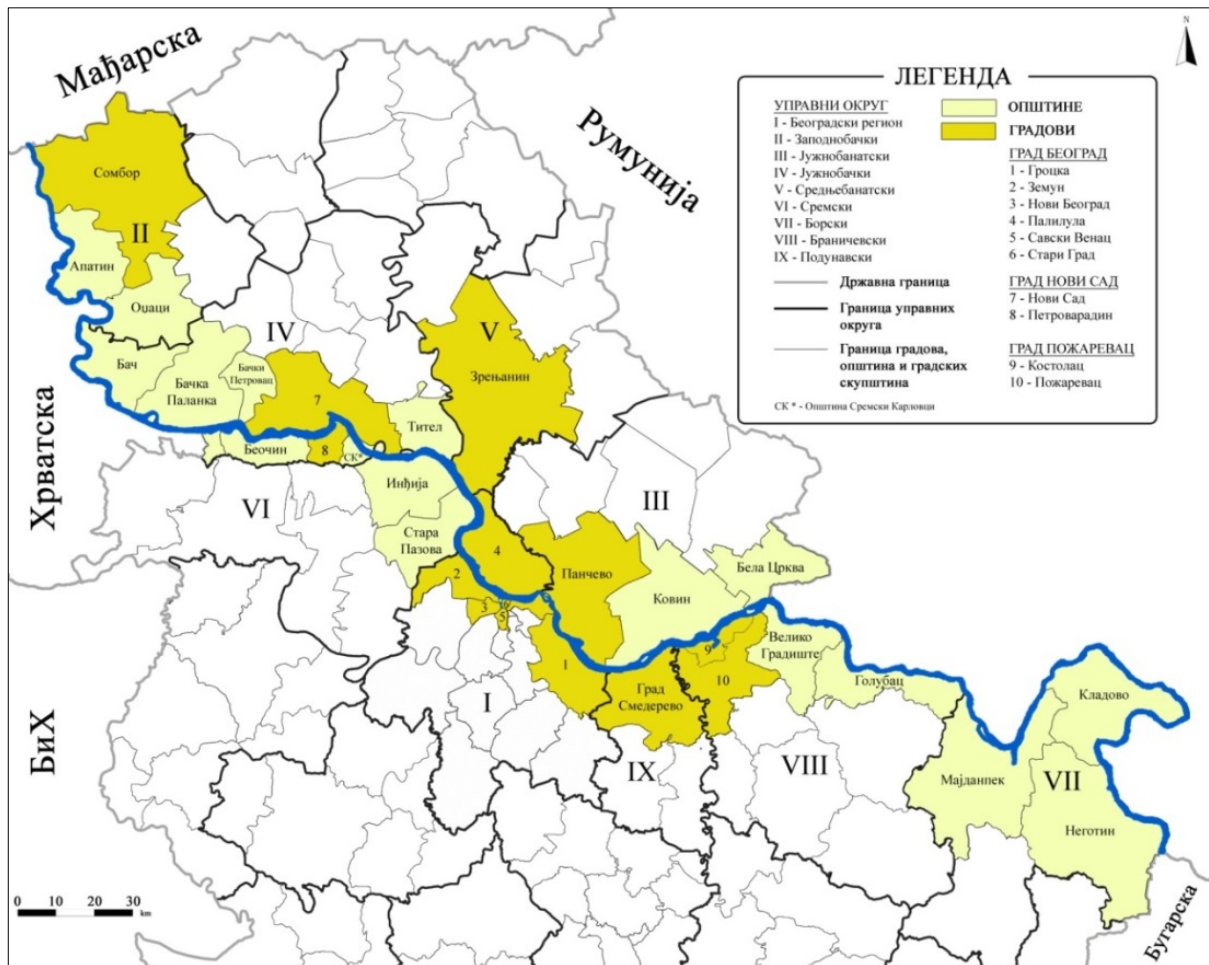 Мађарска
Румунија
Хрватска
БиХ
Бугарска
N
ЛЕГЕНДА
УПРАВНИ ОКРУГ
I - Београдски регион
II - Заподнобачки
III - Јужнобанатски
IV - Јужнобачки
V - Средњебанатски
VI - Сремски
VII - Борски
VIII - Браничевски
IX - Подунавски
Државна граница
Граница управних
округа
Граница градова,
општина и градских
скупштина
СК * - Општина Сремски Карловци
ОПШТИНЕ
ГРАДОВИ
ГРАД БЕОГРАД
1 - Гроцка
2 - Земун
3 - Нови Београд
4 - Палилула
5 - Савски Венац
6 - Стари Град
ГРАД НОВИ САД
7 - Нови Сад
8 - Петроварадин
ГРАД ПОЖАРЕВАЦ
9 - Костолац
10 - Пожаревац
Сомбор
II
Апатин
Оџаци
Бач
Бачка
Паланка
Бачки
Петровац
IV
7
V
Зрењанин
Тител
Беочин
8
СК*
Инђија
VI
III
Стара
Пазова
4
2
3
5
Панчево
Ковин
Бела Црква
1
Град
Смедерево
9
10
Велико
Градиште
Голубац
Кладово
I
IX
VIII
Мајданпек
VII
Неготин
0
10
20
30
km